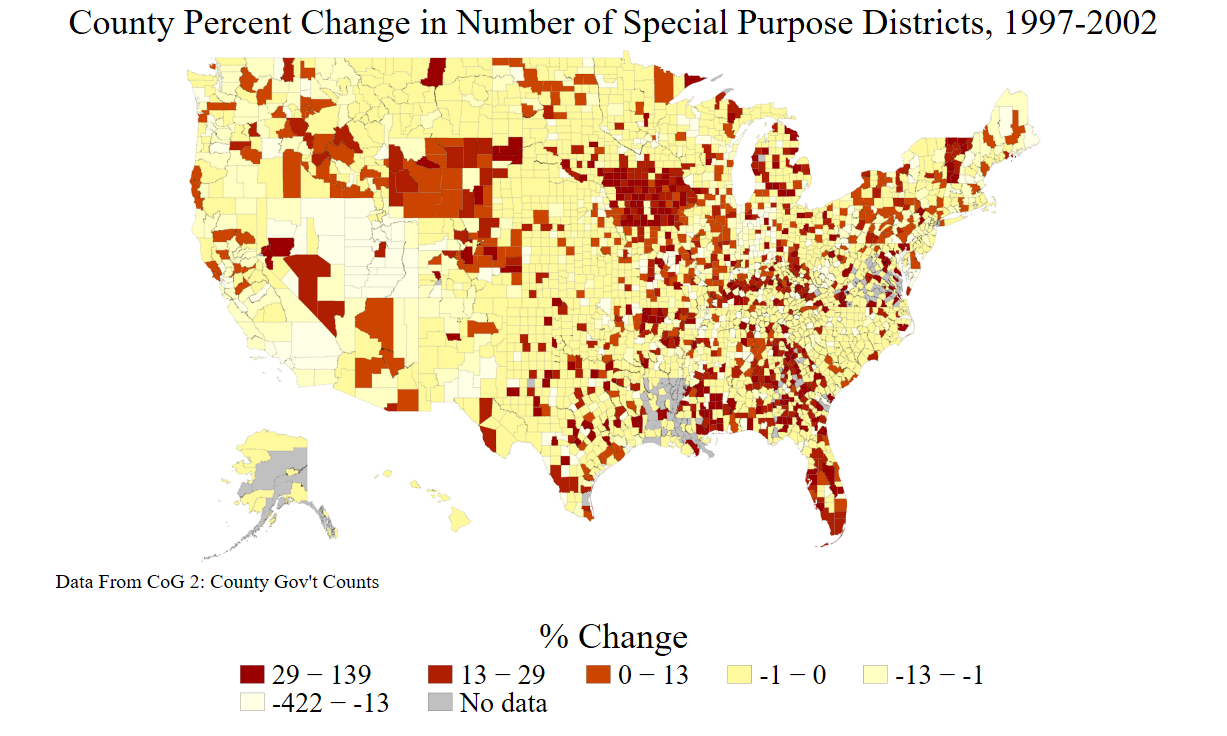 County Percent Change in Number of Special Purpose Districts, 1997-2002
Data From CoG 2: County Gov't Counts
% Change
29 − 139 13 − 29 0 − 13 -1 − 0 -13 − -1
-422 − -13 No data